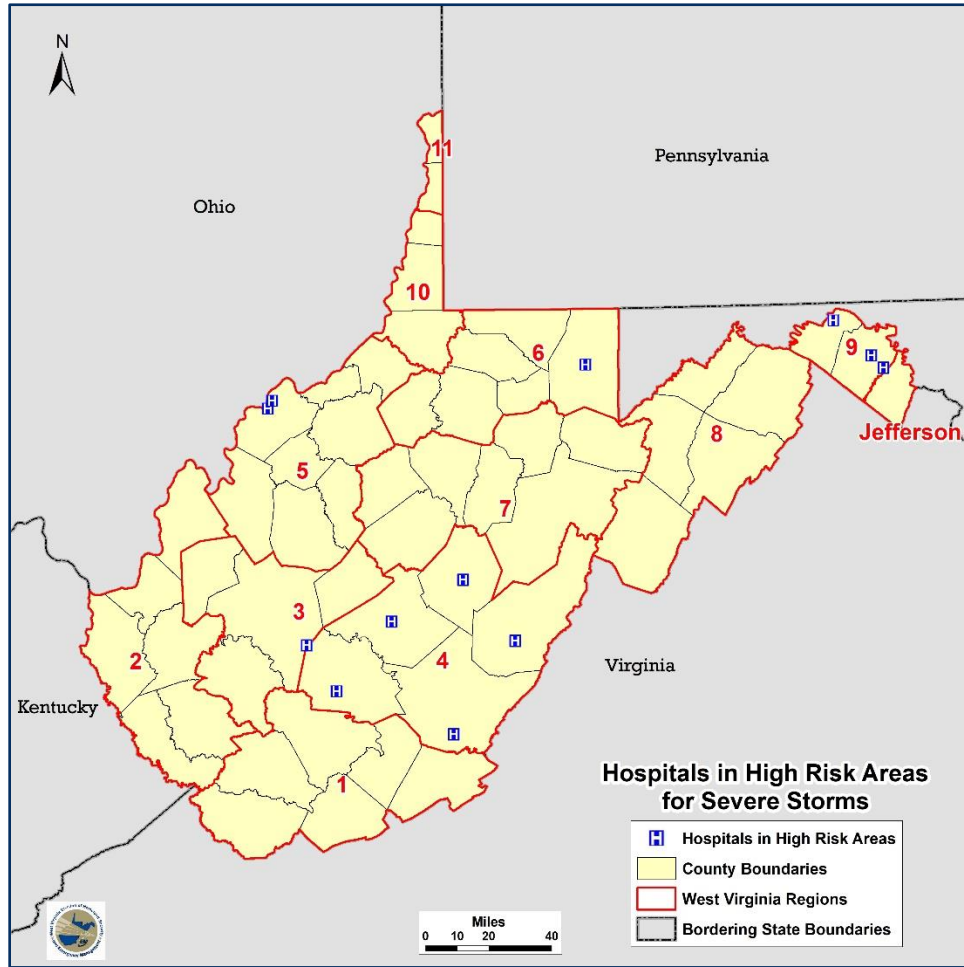 N
11
Pennsylvania
Ohio
10
6
H
H
9
H
H
H
H
8
Jefferson
5
7
H
3
H
H
H
2
4
H
Virginia
Kentucky
H
1
Hospitals in High Risk Areas
for Severe Storms
H Hospitals in High Risk Areas
County Boundaries
West Virginia Regions
Bordering State Boundaries
Miles
0 10 20 40